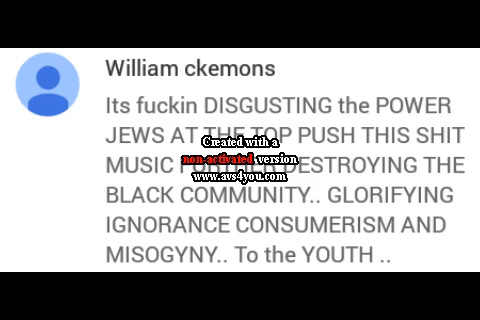 William ckemons
Its fuckin DISGUSTING the POWER
JEWS AT THE TOP PUSH THIS SHIT
Created with a
MUSIC FURTHER DESTROYING THE
non-activated version
www.avs4you.com
BLACK COMMUNITY.. GLORIFYING
IGNORANCE CONSUMERISM AND
MISOGYNY.. To the YOUTH ..